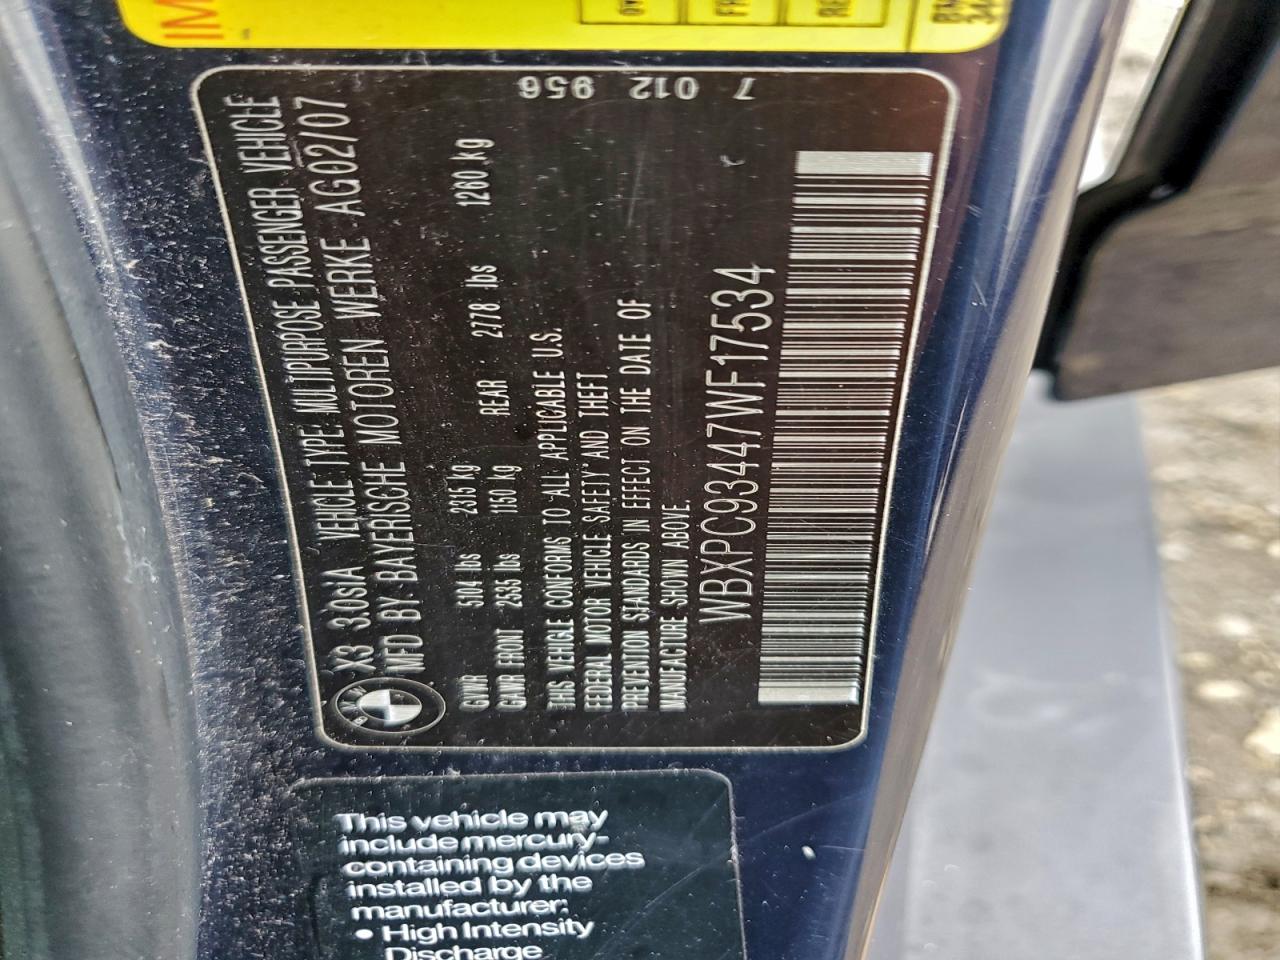 IM
X3 3.0si/A VEHICLE TYPE: MULTIPURPOSE PASSENGER VEHICLE
MFD BY: BAYERISCHE MOTOREN WERKE AG02/07
GVWR 5104 lbs 2315 kg
GAWR FRONT 2535 lbs 1150 kg REAR 2778 lbs 1260 kg
THIS VEHICLE CONFORMS TO ALL APPLICABLE U.S.
FEDERAL MOTOR VEHICLE SAFETY AND THEFT
PREVENTION STANDARDS IN EFFECT ON THE DATE OF
MANUFACTURE SHOWN ABOVE.
WBXPC93447WF17534
7 012 956
This vehicle may
include mercury-
containing devices
installed by the
manufacturer:
• High Intensity
Discharge